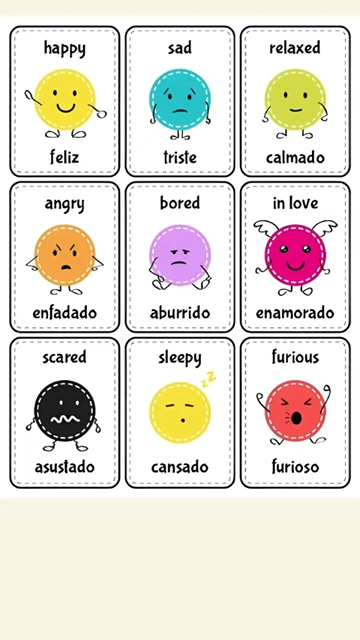 happy
feliz
sad
triste
relaxed
calmado
angry
enfadado
bored
aburrido
in love
enamorado
scared
asustado
sleepy
zz
cansado
furious
furioso